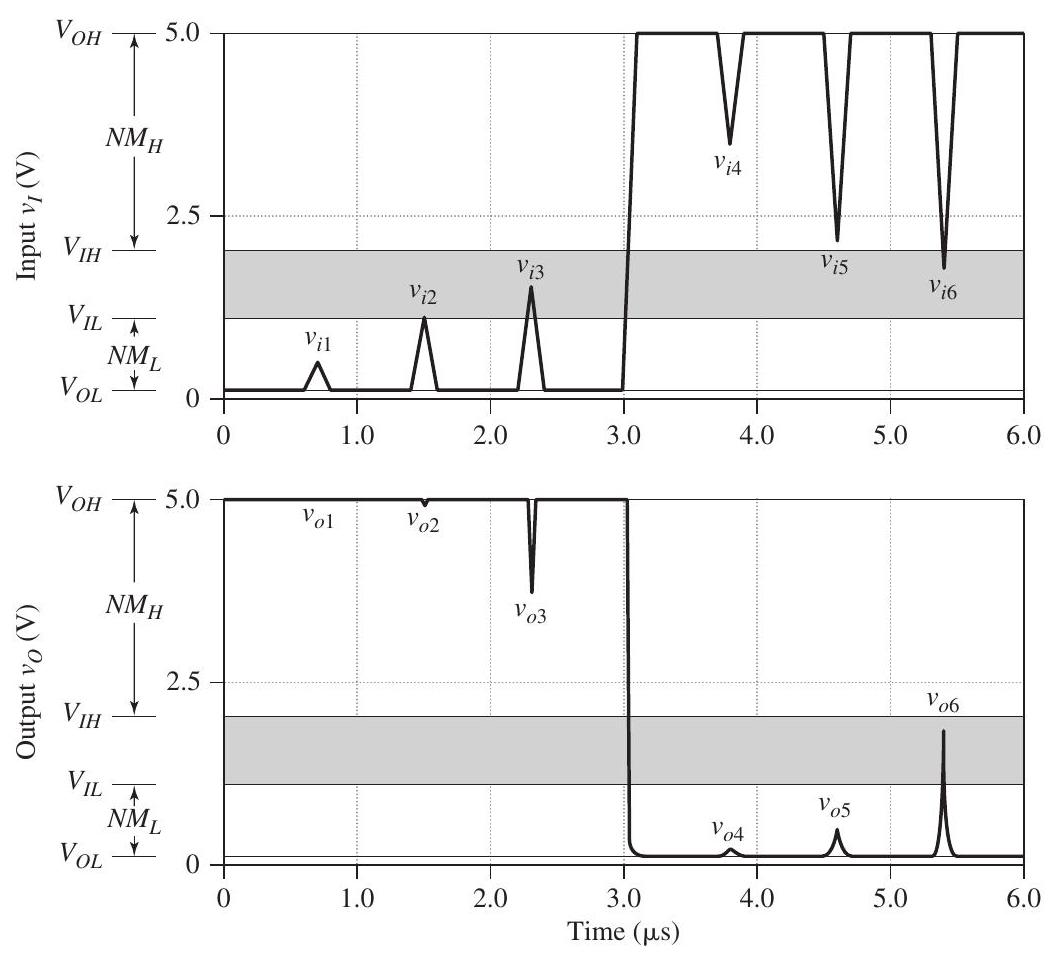 V_OH 5.0
NM_H
v_i4
Input v_I (V)
2.5
V_IH
v_i3
v_i5
v_i2
v_i6
V_IL
v_i1
NM_L
V_OL
0
0 1.0 2.0 3.0 4.0 5.0 6.0
V_OH 5.0
v_o1 v_o2
NM_H
v_o3
Output v_O (V)
2.5
V_IH
v_o6
V_IL
v_o5
NM_L
v_o4
V_OL
0
0 1.0 2.0 3.0 4.0 5.0 6.0
Time (μs)